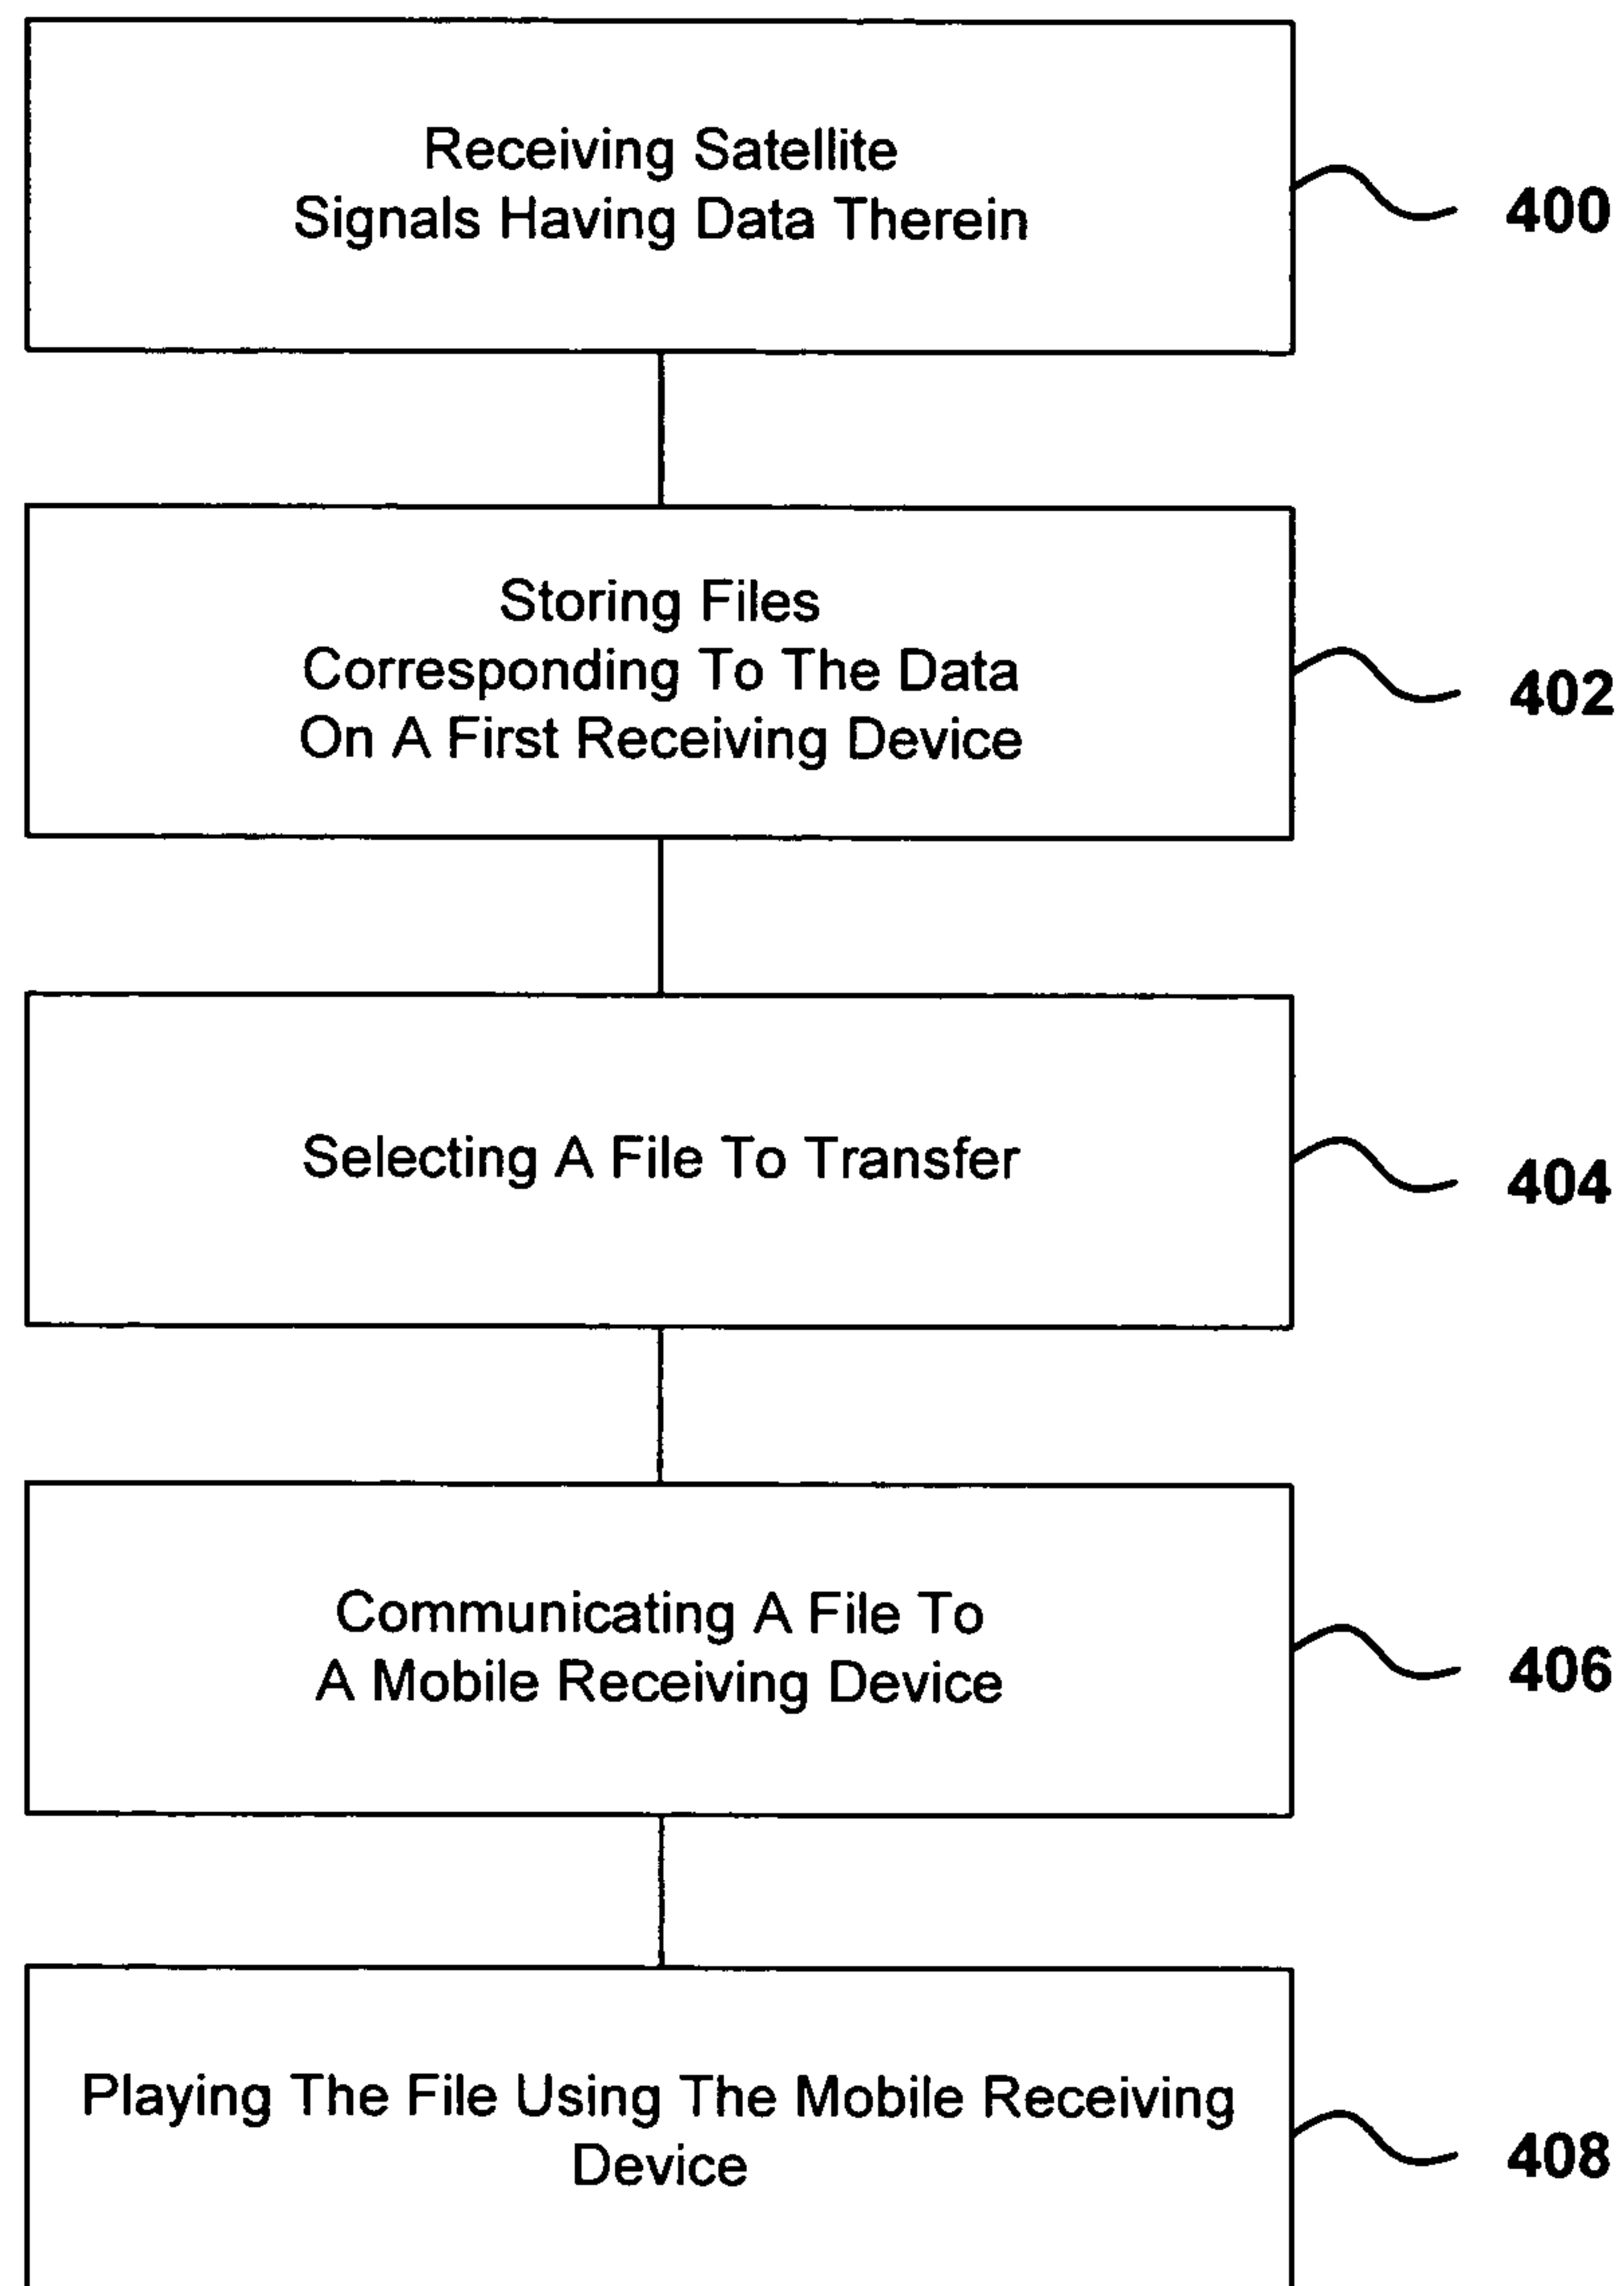 Receiving Satellite
Signals Having Data Therein
400
Storing Files
Corresponding To The Data
On A First Receiving Device
402
Selecting A File To Transfer
404
Communicating A File To
A Mobile Receiving Device
406
Playing The File Using The Mobile Receiving
Device
408